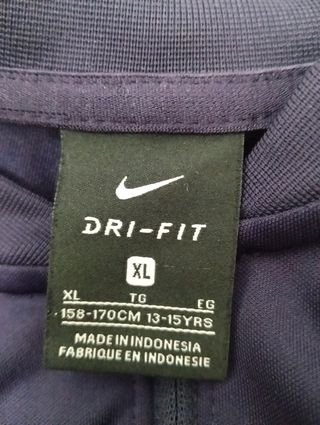 DRI-FIT
XL
XL TG EG
158-170CM 13-15YRS
MADE IN INDONESIA
FABRIQUE EN INDONESIE